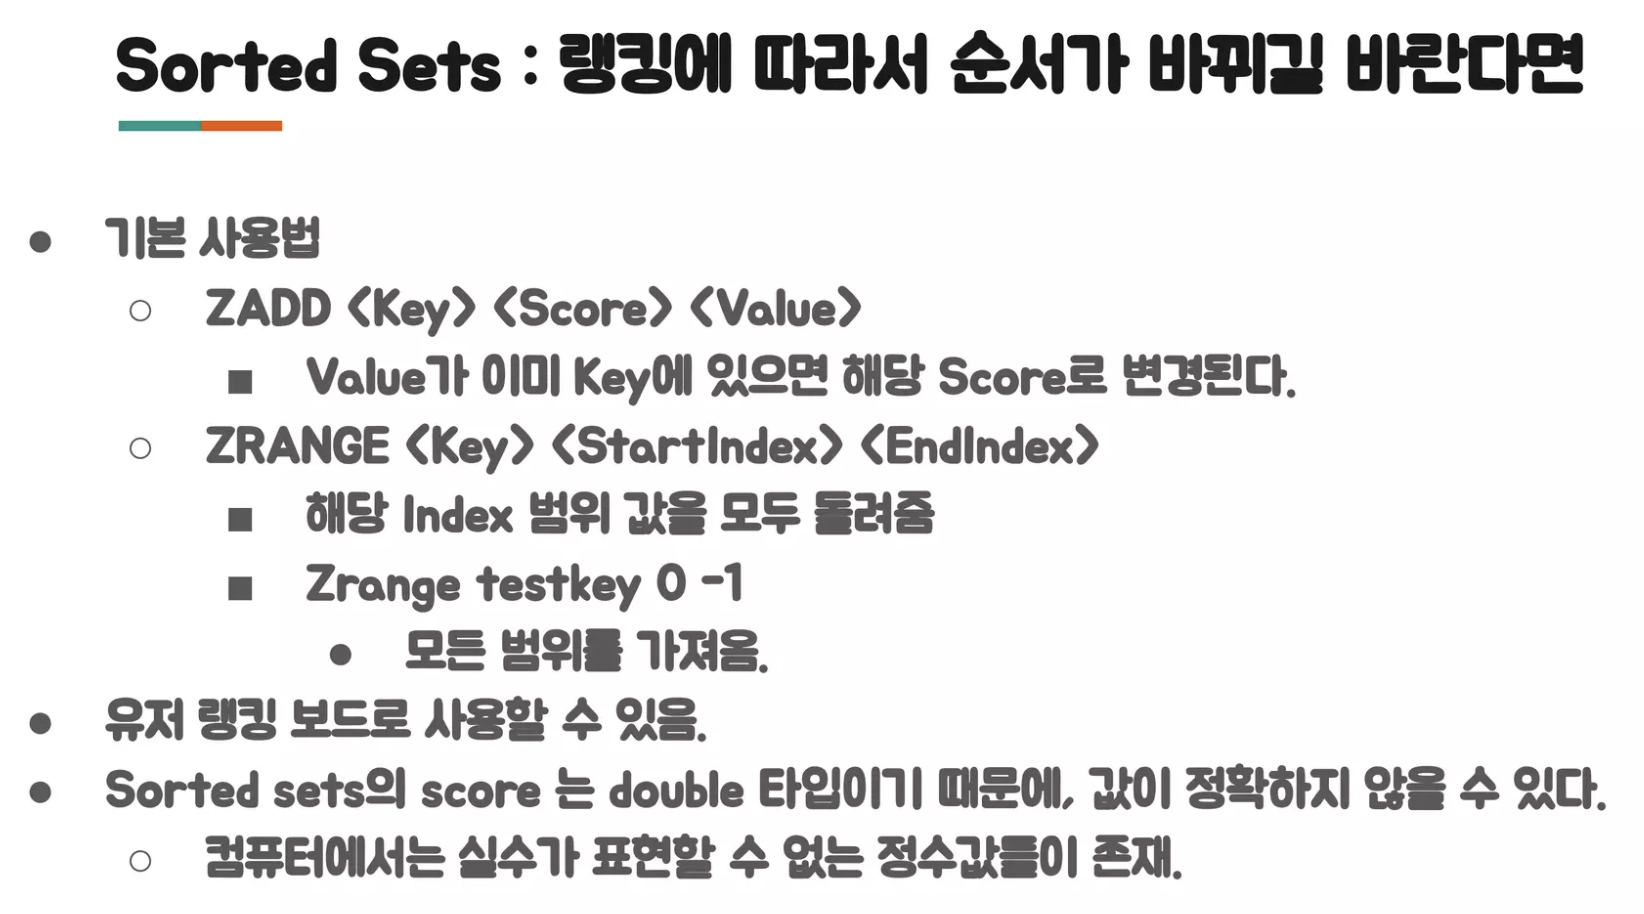 Sorted Sets : 랭킹에 따라서 순서가 바뀌길 바란다면
● 기본 사용법
○ ZADD <Key> <Score> <Value>
■ Value가 이미 Key에 있으면 해당 Score로 변경된다.
○ ZRANGE <Key> <StartIndex> <EndIndex>
■ 해당 Index 범위 값을 모두 돌려줌
■ Zrange testkey 0 -1
● 모든 범위를 가져옴.
● 유저 랭킹 보드로 사용할 수 있음.
● Sorted sets의 score 는 double 타입이기 때문에, 값이 정확하지 않을 수 있다.
○ 컴퓨터에서는 실수가 표현할 수 없는 정수값들이 존재.